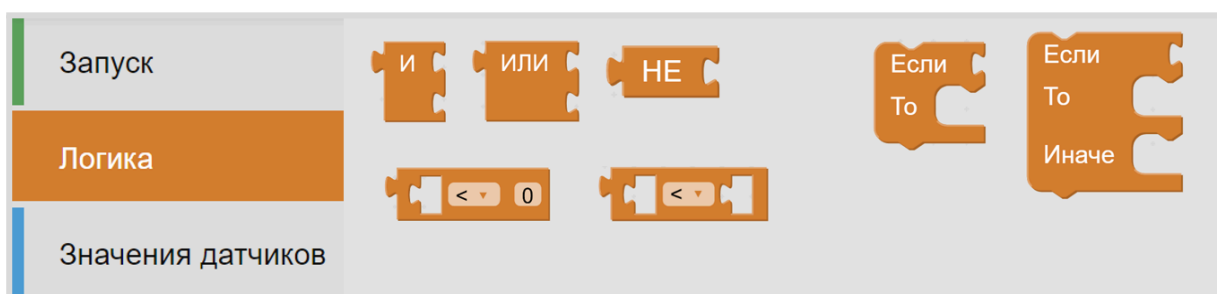 Запуск
Логика
Значения датчиков
И
ИЛИ
НЕ
< 0
<
Если
То
Если
То
Иначе